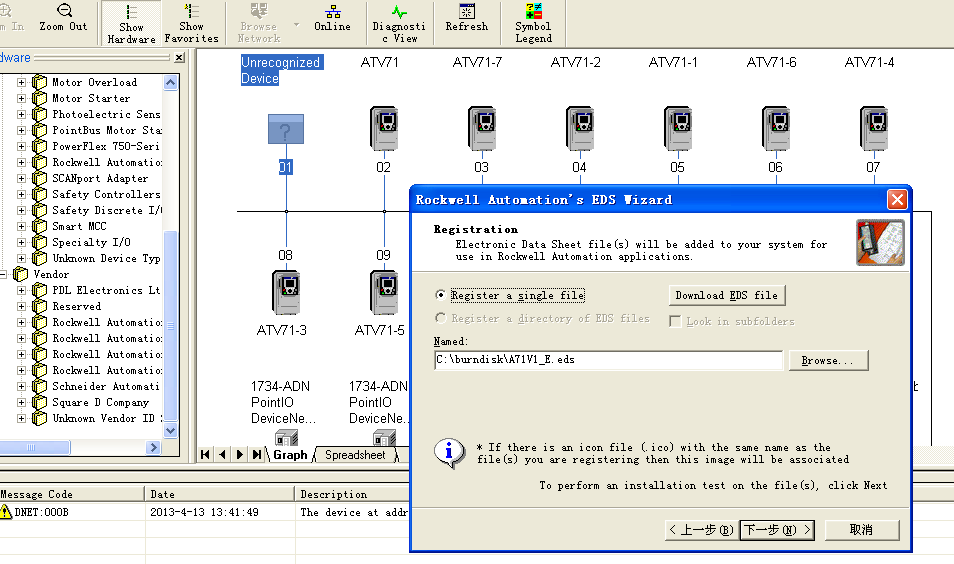 m In
Zoom Out
Show
Hardware
Show
Favorites
Browse
Network
Online
Diagnosti
c View
Refresh
Symbol
Legend
dware
Motor Overload
Motor Starter
Photoelectric Sens
PointBus Motor Sta
PowerFlex 750-Seri
Rockwell Automatio
SCANport Adapter
Safety Controllers
Safety Discrete I/
Smart MCC
Specialty I/O
Unknown Device Typ
Vendor
PDL Electronics Lt
Reserved
Rockwell Automatio
Rockwell Automatio
Rockwell Automatio
Rockwell Automatio
Schneider Automati
Square D Company
Unknown Vendor ID
Unrecognized
Device
ATV71
ATV71-7
ATV71-2
ATV71-1
ATV71-6
ATV71-4
?
01
02
03
04
05
06
07
08
09
ATV71-3
ATV71-5
1734-ADN
PointIO
DeviceNe...
1734-ADN
PointIO
DeviceNe...
Graph
Spreadsheet
Rockwell Automation's EDS Wizard
Registration
Electronic Data Sheet file(s) will be added to your system for
use in Rockwell Automation applications.
Register a single file
Download EDS file
Register a directory of EDS files
Look in subfolders
Named:
C:\burndisk\A71V1_E.eds
Browse...
* If there is an icon file (.ico) with the same name as the
file(s) you are registering then this image will be associated
To perform an installation test on the file(s), click Next
< 上一步(B)
下一步(N) >
取消
Message Code
Date
Description
DNET:000B
2013-4-13 13:41:49
The device at addr